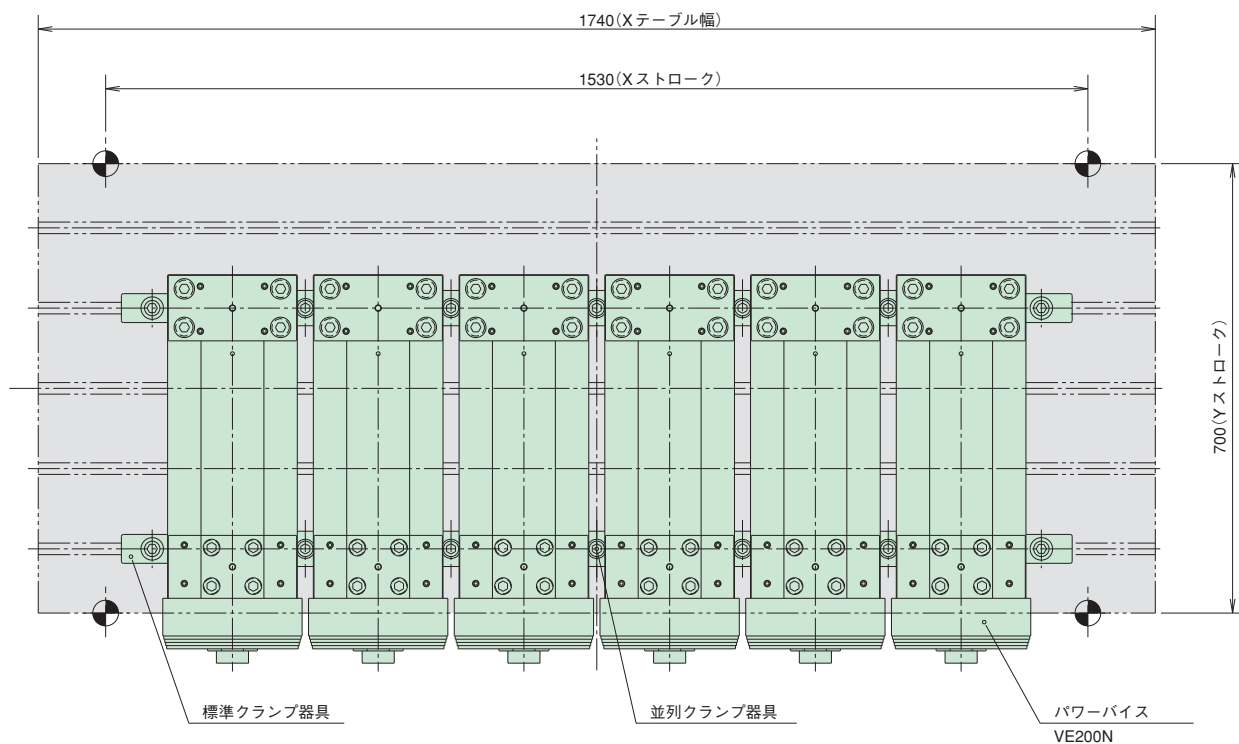 1740(Xテーブル幅)
1530(Xストローク)
700(Yストローク)
標準クランプ器具
並列クランプ器具
パワーバイス
VE200N